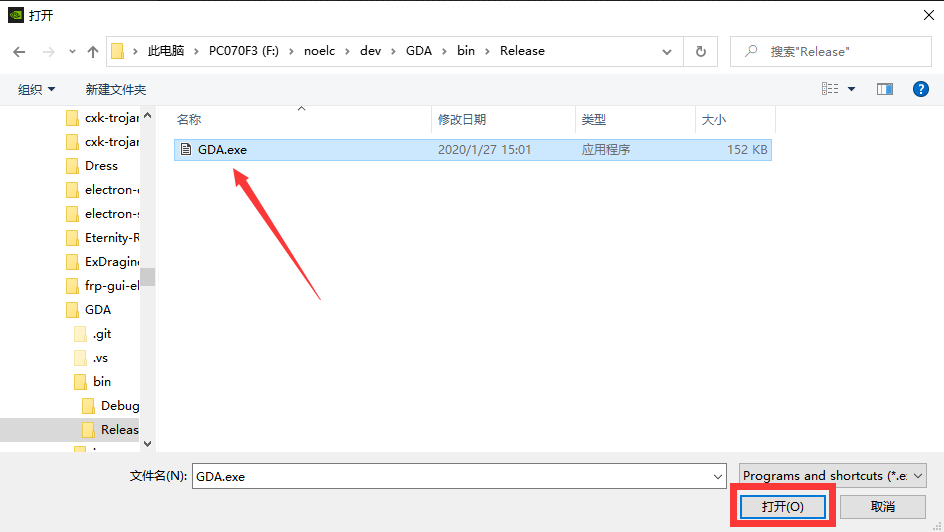 打开
此电脑 > PC070F3 (F:) > noelc > dev > GDA > bin > Release
搜索"Release"
组织 新建文件夹
名称 修改日期 类型 大小
GDA.exe 2020/1/27 15:01 应用程序 152 KB
cxk-trojar
cxk-trojar
Dress
electron-
electron-s
Eternity-R
ExDragine
frp-gui-el
GDA
.git
.vs
bin
Debug
Releas
文件名(N): GDA.exe Programs and shortcuts (*.e
打开(O) 取消